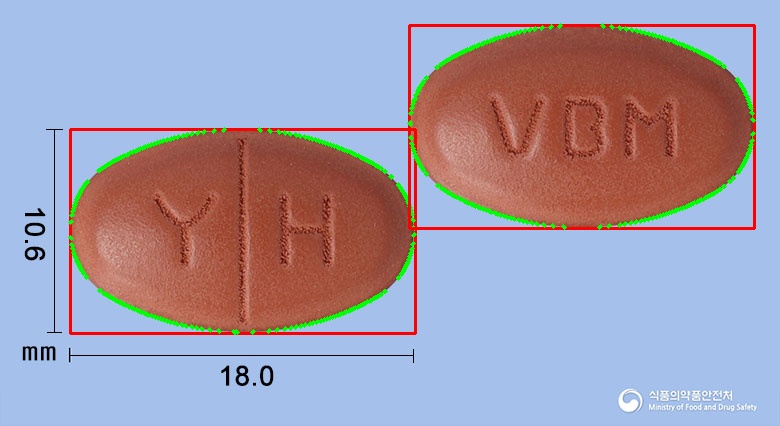 VBM
Y H
10.6
mm
18.0
식품의약품안전처
Ministry of Food and Drug Safety